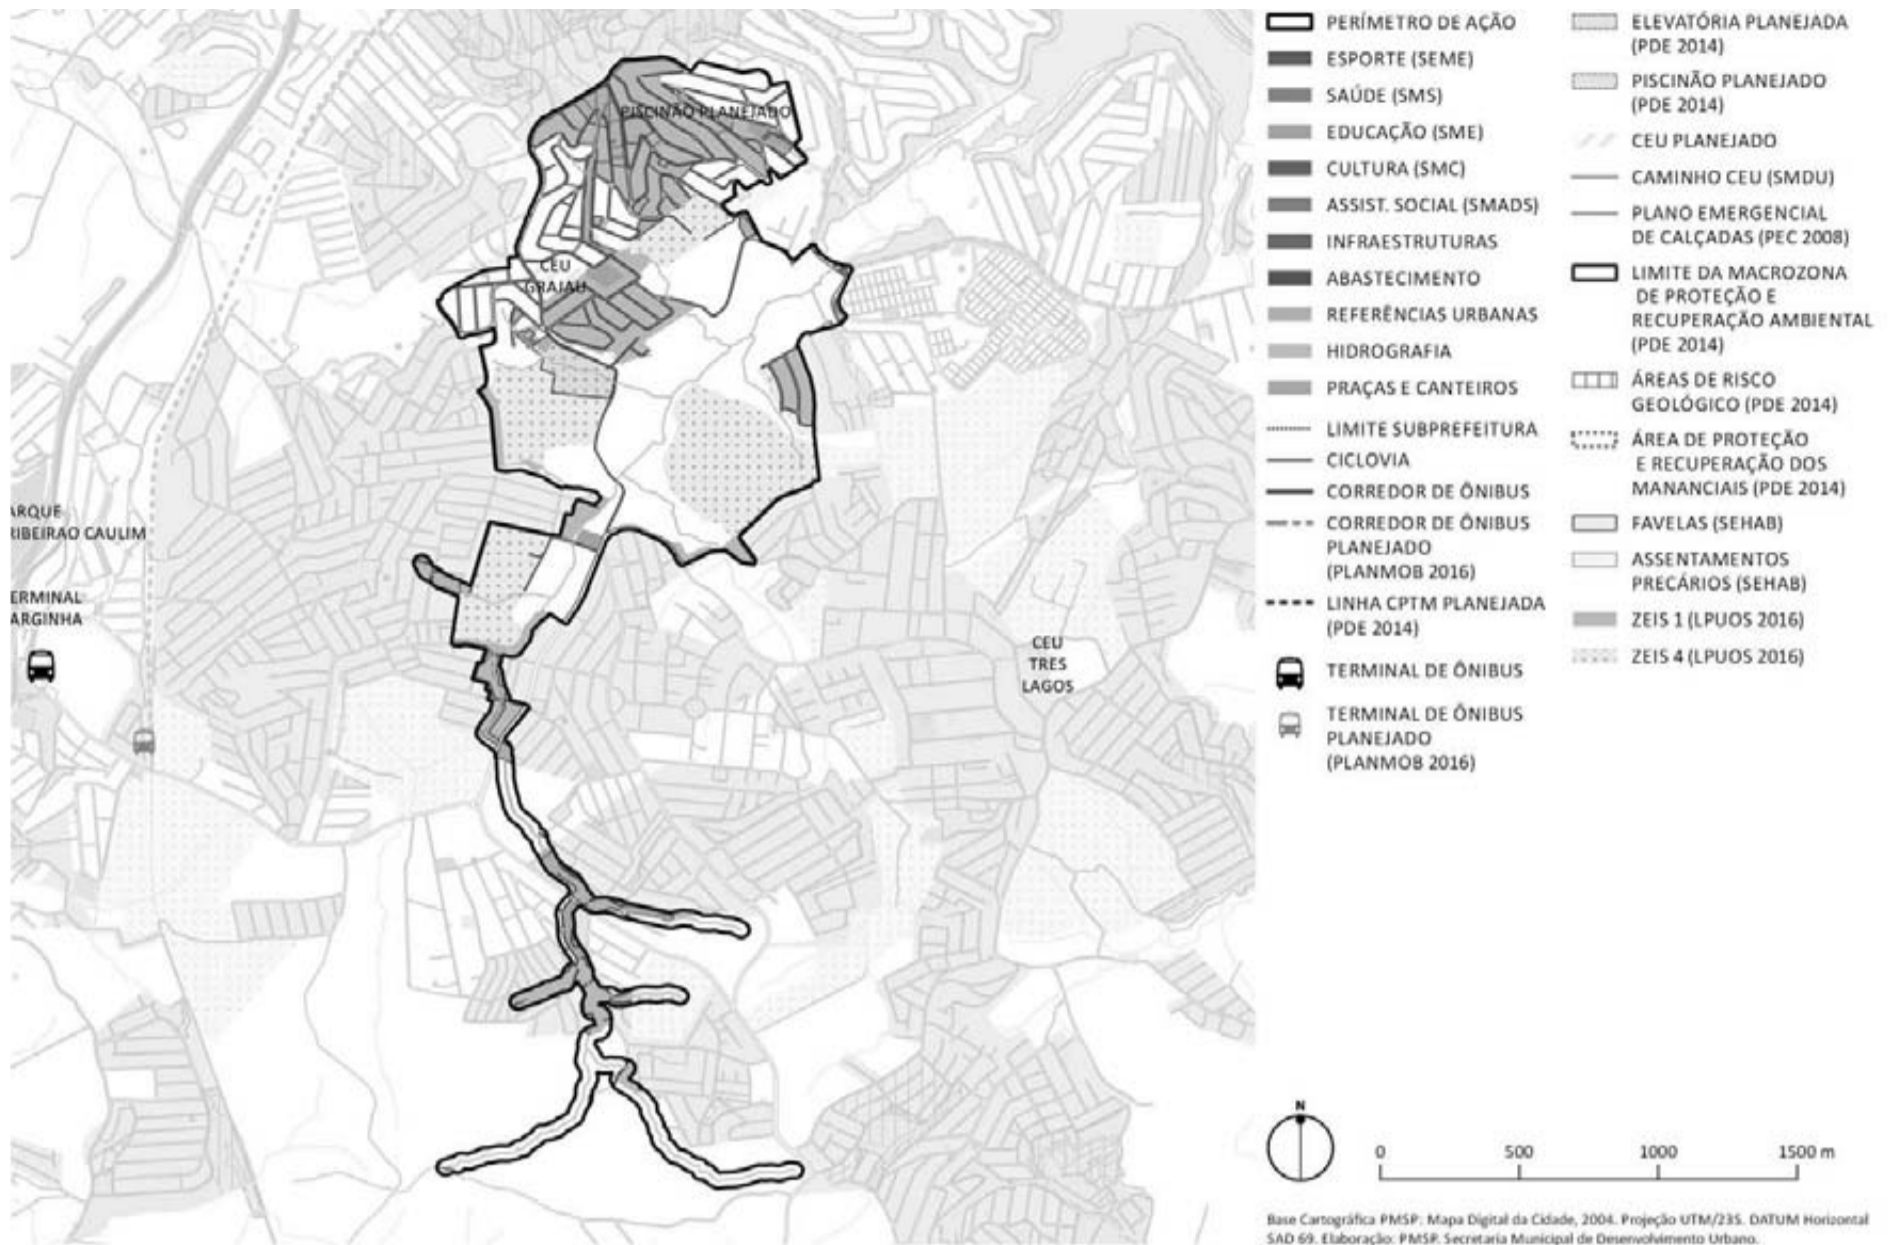 PISCINÃO PLANEJADO
CEU
GRAJAU
ARQUE
RIBEIRAO CAULIM
ERMINAL
ARGINHA
CEU
TRES
LAGOS
PERÍMETRO DE AÇÃO
ESPORTE (SEME)
SAÚDE (SMS)
EDUCAÇÃO (SME)
CULTURA (SMC)
ASSIST. SOCIAL (SMADS)
INFRAESTRUTURAS
ABASTECIMENTO
REFERÊNCIAS URBANAS
HIDROGRAFIA
PRAÇAS E CANTEIROS
LIMITE SUBPREFEITURA
CICLOVIA
CORREDOR DE ÔNIBUS
CORREDOR DE ÔNIBUS
PLANEJADO
(PLANMOB 2016)
LINHA CPTM PLANEJADA
(PDE 2014)
TERMINAL DE ÔNIBUS
TERMINAL DE ÔNIBUS
PLANEJADO
(PLANMOB 2016)
ELEVATÓRIA PLANEJADA
(PDE 2014)
PISCINÃO PLANEJADO
(PDE 2014)
CEU PLANEJADO
CAMINHO CEU (SMDU)
PLANO EMERGENCIAL
DE CALÇADAS (PEC 2008)
LIMITE DA MACROZONA
DE PROTEÇÃO E
RECUPERAÇÃO AMBIENTAL
(PDE 2014)
ÁREAS DE RISCO
GEOLÓGICO (PDE 2014)
ÁREA DE PROTEÇÃO
E RECUPERAÇÃO DOS
MANANCIAIS (PDE 2014)
FAVELAS (SEHAB)
ASSENTAMENTOS
PRECÁRIOS (SEHAB)
ZEIS 1 (LPUOS 2016)
ZEIS 4 (LPUOS 2016)
N
0 500 1000 1500 m
Base Cartográfica PMSP: Mapa Digital da Cidade, 2004. Projeção UTM/23S. DATUM Horizontal
SAD 69. Elaboração: PMSP. Secretaria Municipal de Desenvolvimento Urbano.